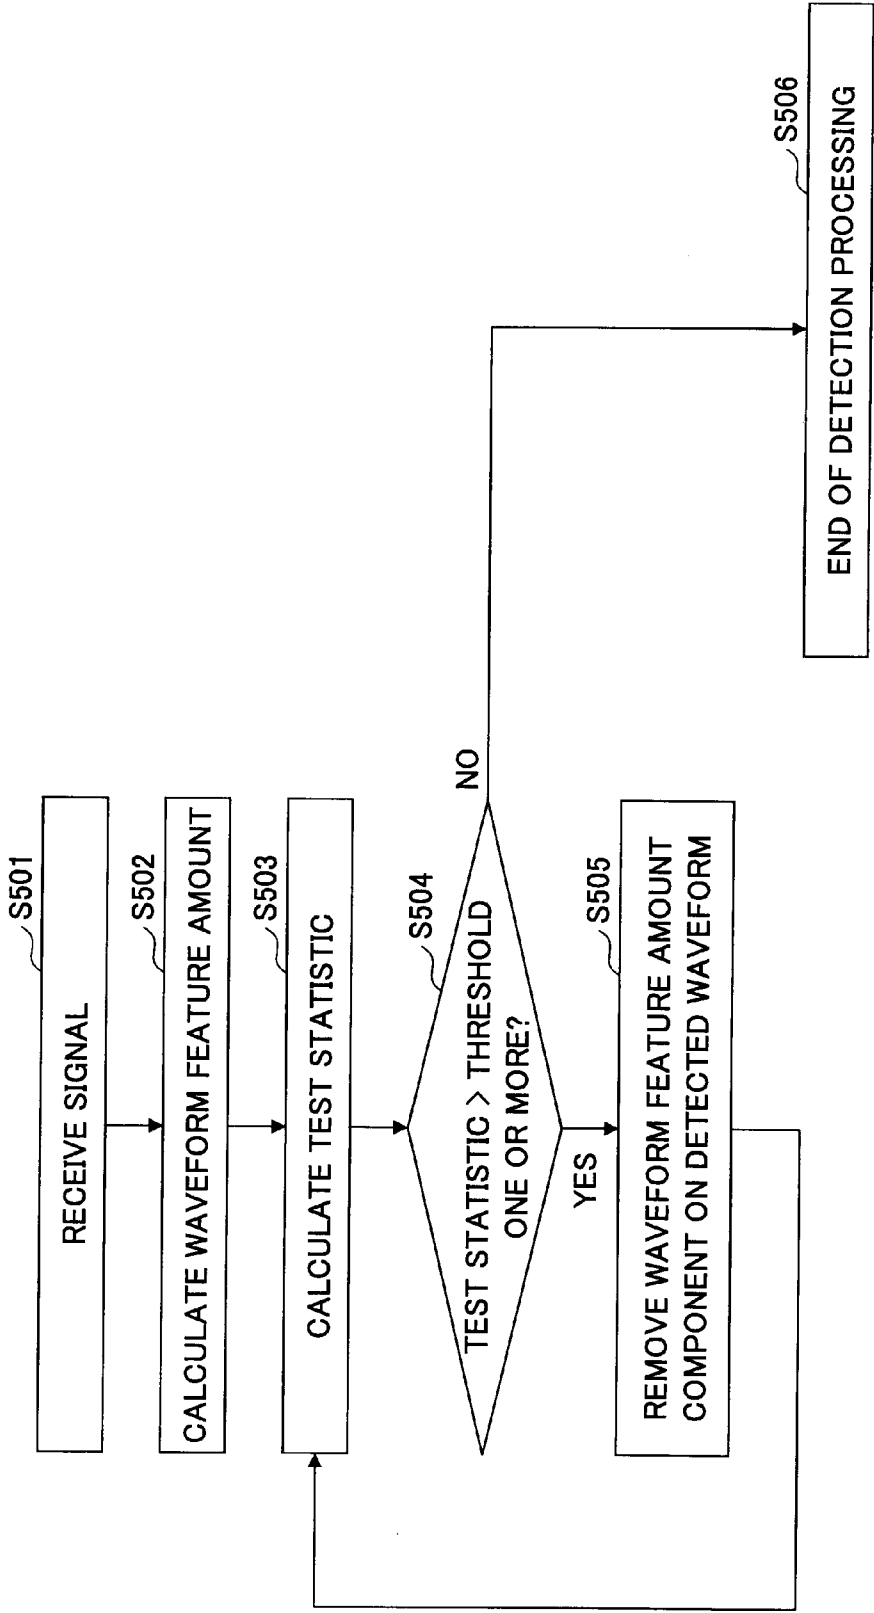 S501
RECEIVE SIGNAL
S502
CALCULATE WAVEFORM FEATURE AMOUNT
S503
CALCULATE TEST STATISTIC
S504
TEST STATISTIC > THRESHOLD
ONE OR MORE?
NO
YES
S505
REMOVE WAVEFORM FEATURE AMOUNT
COMPONENT ON DETECTED WAVEFORM
S506
END OF DETECTION PROCESSING